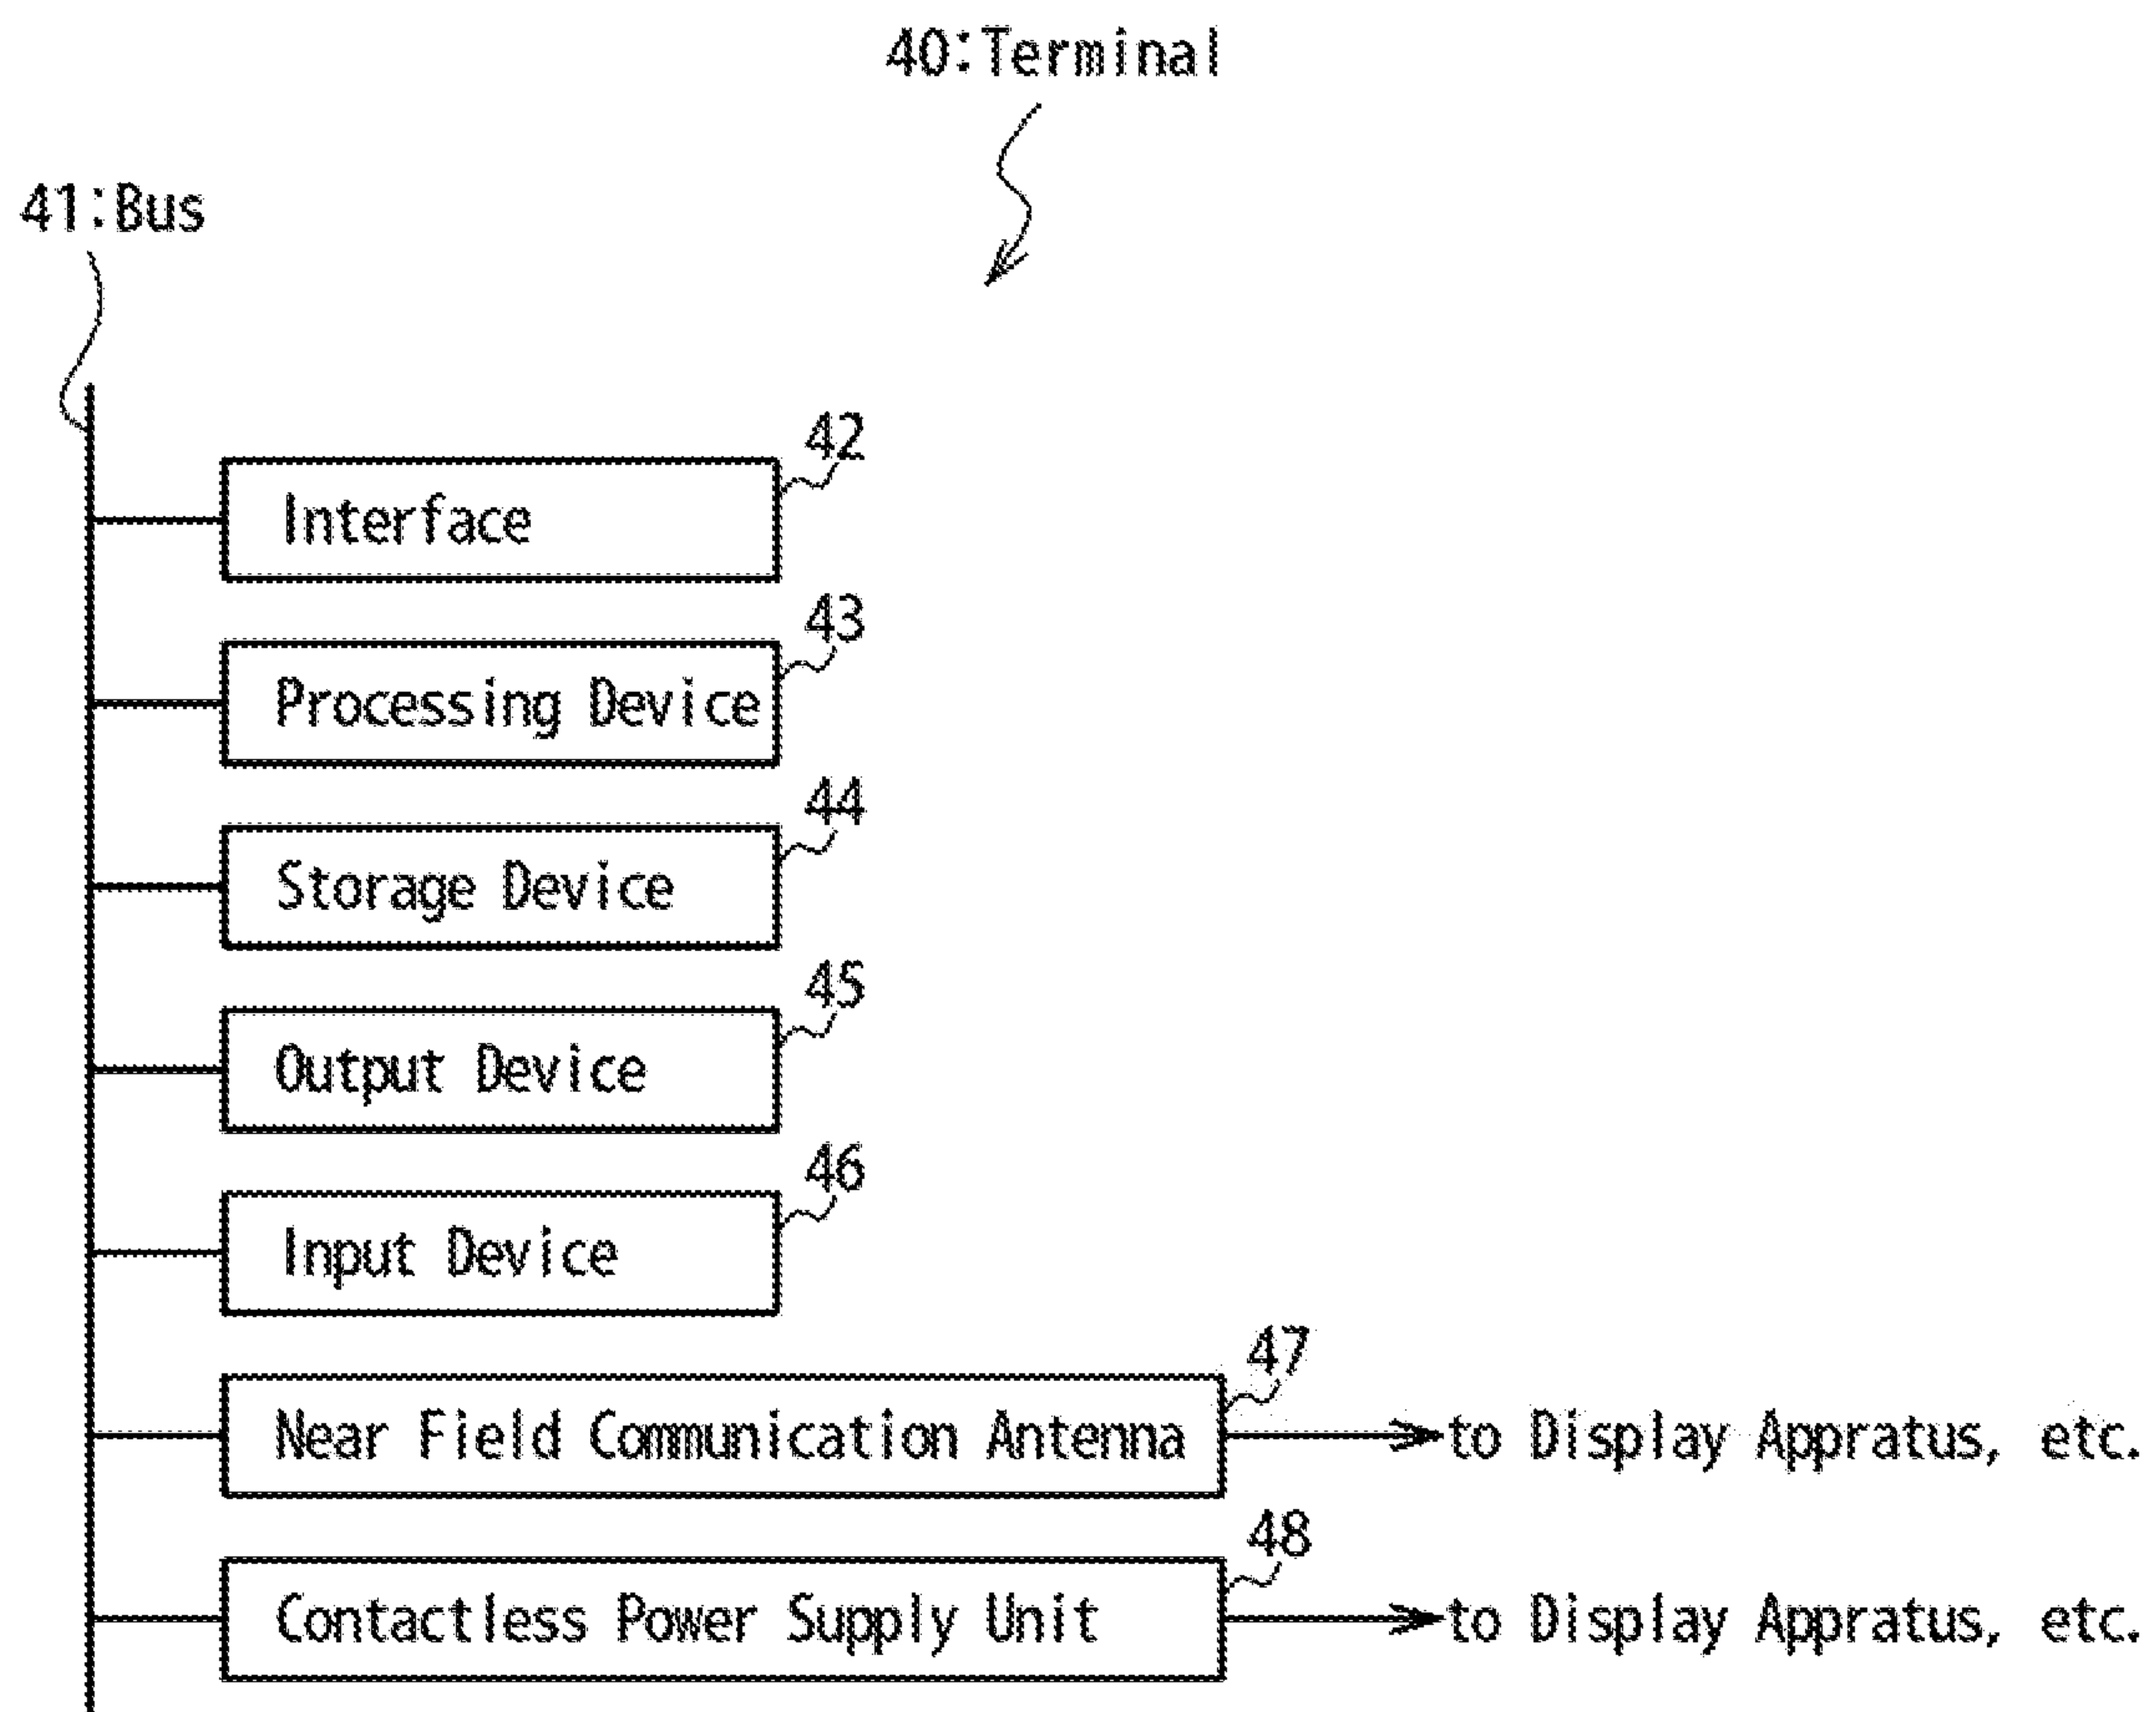 40:Terminal
41:Bus
42
Interface
43
Processing Device
44
Storage Device
45
Output Device
46
Input Device
47
Near Field Communication Antenna
to Display Appratus, etc.
48
Contactless Power Supply Unit
to Display Appratus, etc.